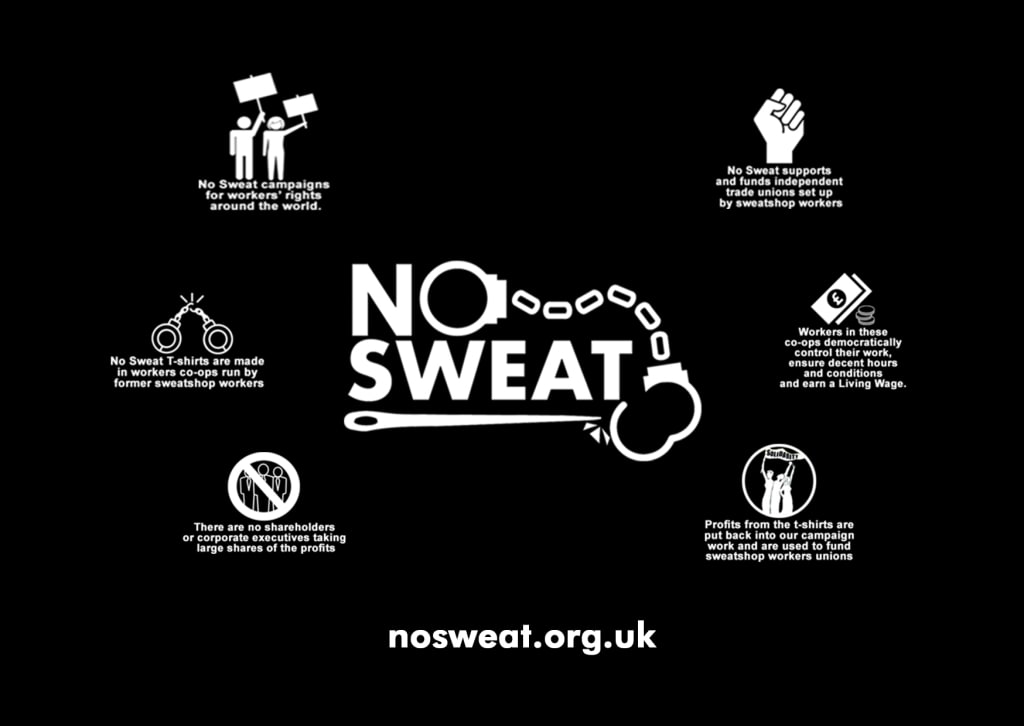 No Sweat campaigns
for workers' rights
around the world.
No Sweat supports
and funds independent
trade unions set up
by sweatshop workers
NO
SWEAT
No Sweat T-shirts are made
in workers co-ops run by
former sweatshop workers
£
Workers in these
co-ops democratically
control their work,
ensure decent hours
and conditions
and earn a Living Wage.
There are no shareholders
or corporate executives taking
large shares of the profits
SOLIDARITY
Profits from the t-shirts are
put back into our campaign
work and are used to fund
sweatshop workers unions
nosweat.org.uk